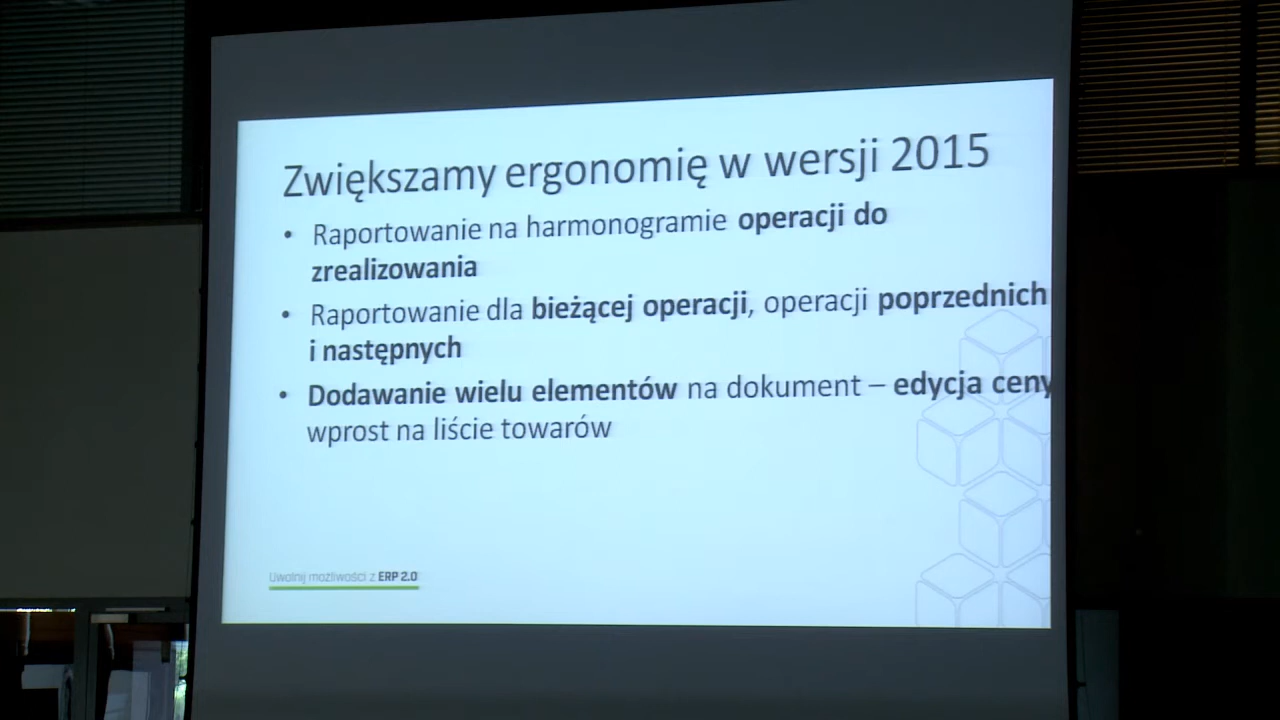 Zwiększamy ergonomię w wersji 2015
• Raportowanie na harmonogramie operacji do
zrealizowania
• Raportowanie dla bieżącej operacji, operacji poprzednich
i następnych
• Dodawanie wielu elementów na dokument – edycja ceny
wprost na liście towarów
Uwolnij możliwości z ERP 2.0